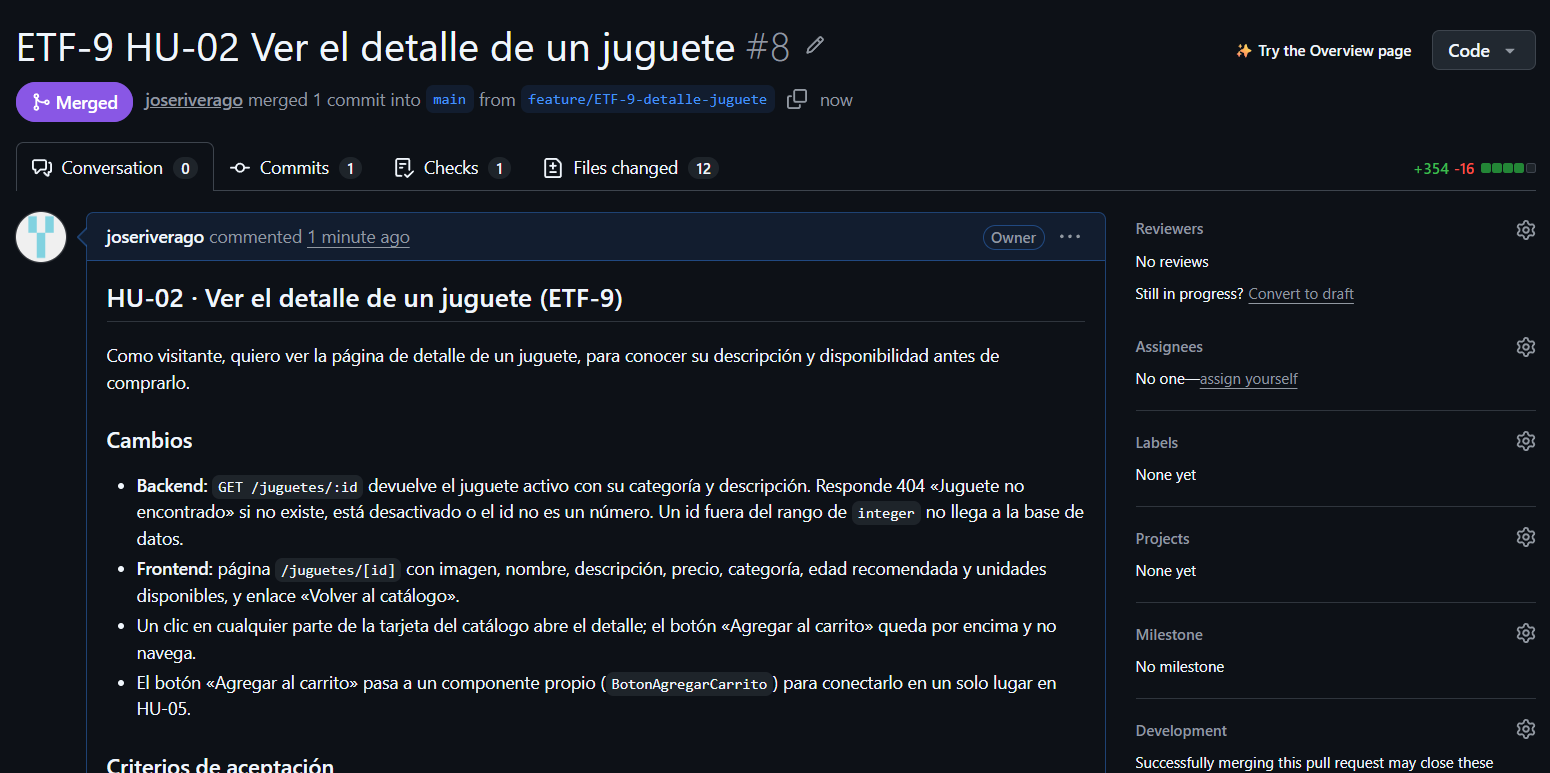 ETF-9 HU-02 Ver el detalle de un juguete #8
Try the Overview page
Code
Merged
joseriverago merged 1 commit into main from feature/ETF-9-detalle-juguete now
Conversation 0
Commits 1
Checks 1
Files changed 12
+354 -16
joseriverago commented 1 minute ago
Owner
HU-02 · Ver el detalle de un juguete (ETF-9)
Como visitante, quiero ver la página de detalle de un juguete, para conocer su descripción y disponibilidad antes de
comprarlo.
Cambios
• Backend: GET /juguetes/:id devuelve el juguete activo con su categoría y descripción. Responde 404 «Juguete no
encontrado» si no existe, está desactivado o el id no es un número. Un id fuera del rango de integer no llega a la base de
datos.
• Frontend: página /juguetes/[id] con imagen, nombre, descripción, precio, categoría, edad recomendada y unidades
disponibles, y enlace «Volver al catálogo».
• Un clic en cualquier parte de la tarjeta del catálogo abre el detalle; el botón «Agregar al carrito» queda por encima y no
navega.
• El botón «Agregar al carrito» pasa a un componente propio (BotonAgregarCarrito) para conectarlo en un solo lugar en
HU-05.
Criterios de aceptación
Reviewers
No reviews
Still in progress? Convert to draft
Assignees
No one—assign yourself
Labels
None yet
Projects
None yet
Milestone
No milestone
Development
Successfully merging this pull request may close these